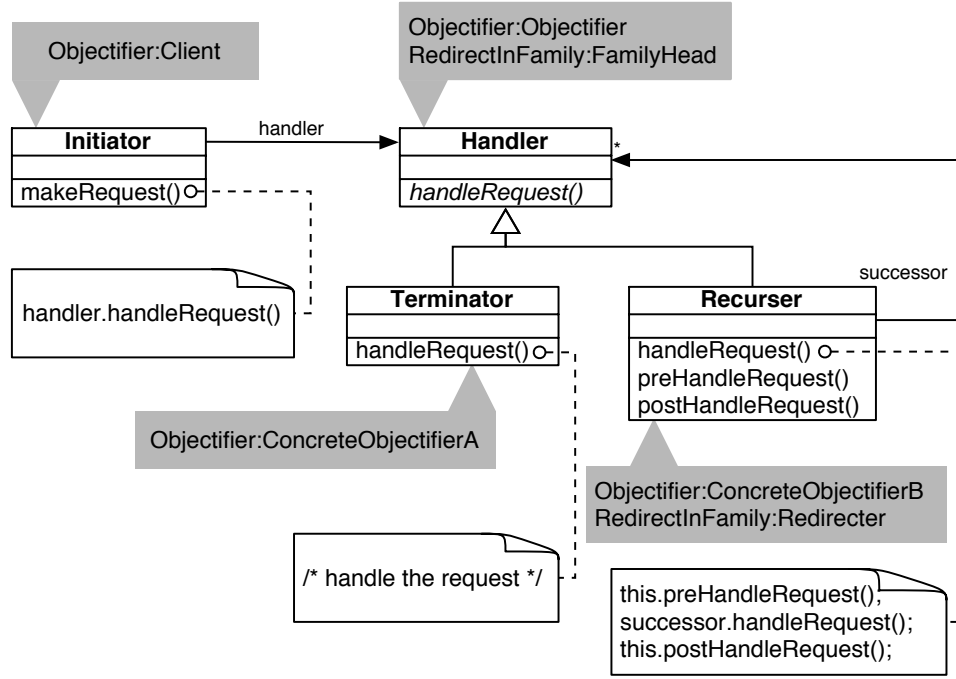 Objectifier:Client
Objectifier:Objectifier
RedirectInFamily:FamilyHead
Initiator
makeRequest()
handler
Handler
*
handleRequest()
handler.handleRequest()
successor
Terminator
handleRequest()
Recurser
handleRequest()
preHandleRequest()
postHandleRequest()
Objectifier:ConcreteObjectifierA
Objectifier:ConcreteObjectifierB
RedirectInFamily:Redirecter
/* handle the request */
this.preHandleRequest();
successor.handleRequest();
this.postHandleRequest();